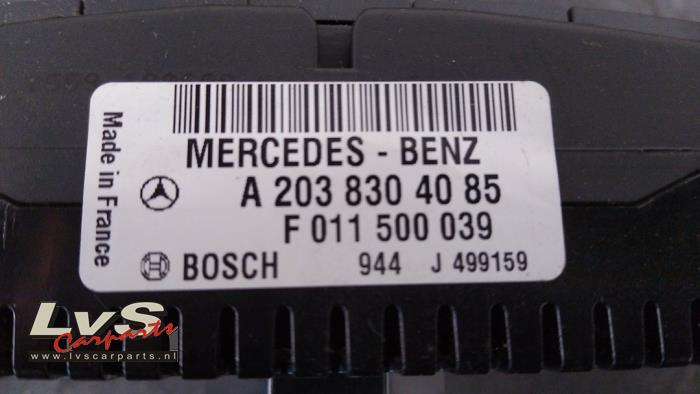 Made in France
MERCEDES - BENZ
A 203 830 40 85
F 011 500 039
BOSCH 944 J 499159
LvS
Carparts
www.lvscarparts.nl